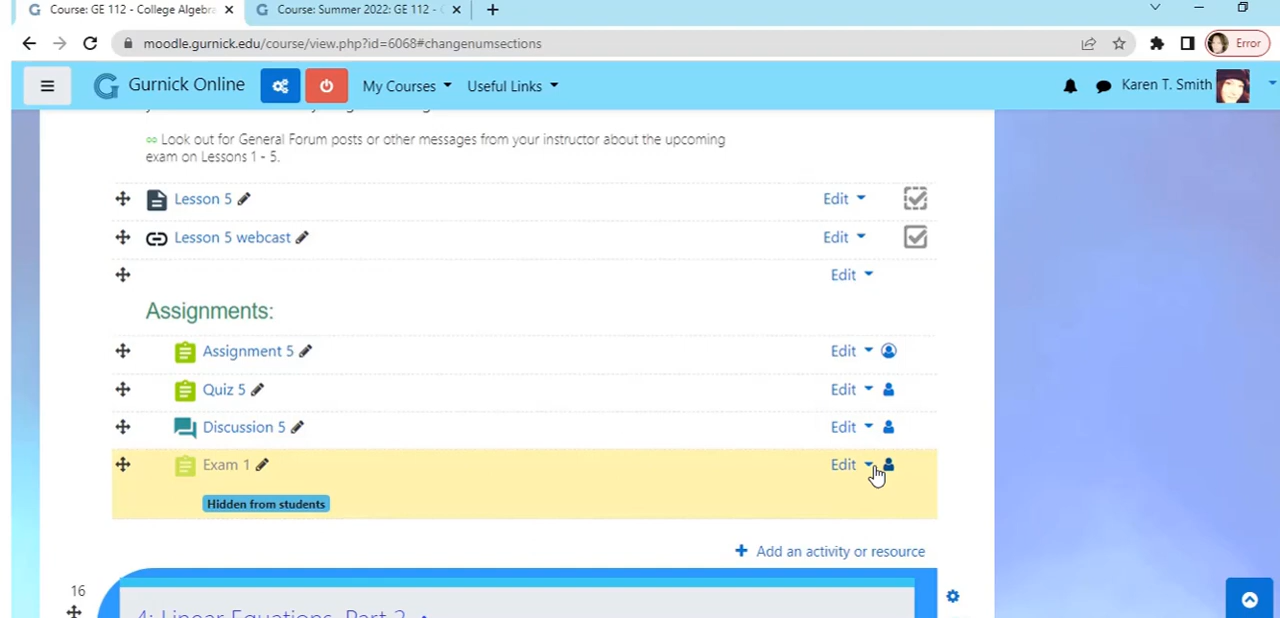 Course: GE 112 - College Algebra
Course: Summer 2022: GE 112 -
moodle.gurnick.edu/course/view.php?id=6068#changenumsections
Error
Gurnick Online
My Courses
Useful Links
Karen T. Smith
∞ Look out for General Forum posts or other messages from your instructor about the upcoming
exam on Lessons 1 - 5.
Lesson 5
Edit
Lesson 5 webcast
Edit
Edit
Assignments:
Assignment 5
Edit
Quiz 5
Edit
Discussion 5
Edit
Exam 1
Edit
Hidden from students
+ Add an activity or resource
16
4: Linear Equations, Part 2